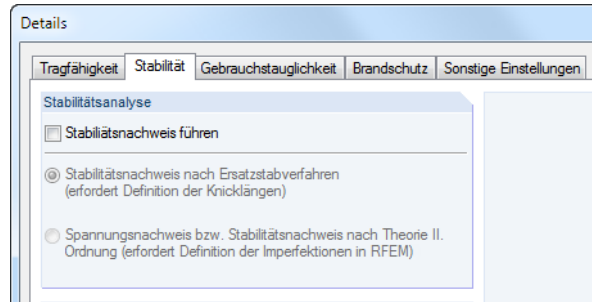 Details
Tragfähigkeit Stabilität Gebrauchstauglichkeit Brandschutz Sonstige Einstellungen
Stabilitätsanalyse
Stabiliätsnachweis führen
Stabilitätsnachweis nach Ersatzstabverfahren
(erfordert Definition der Knicklängen)
Spannungsnachweis bzw. Stabilitätsnachweis nach Theorie II.
Ordnung (erfordert Definition der Imperfektionen in RFEM)